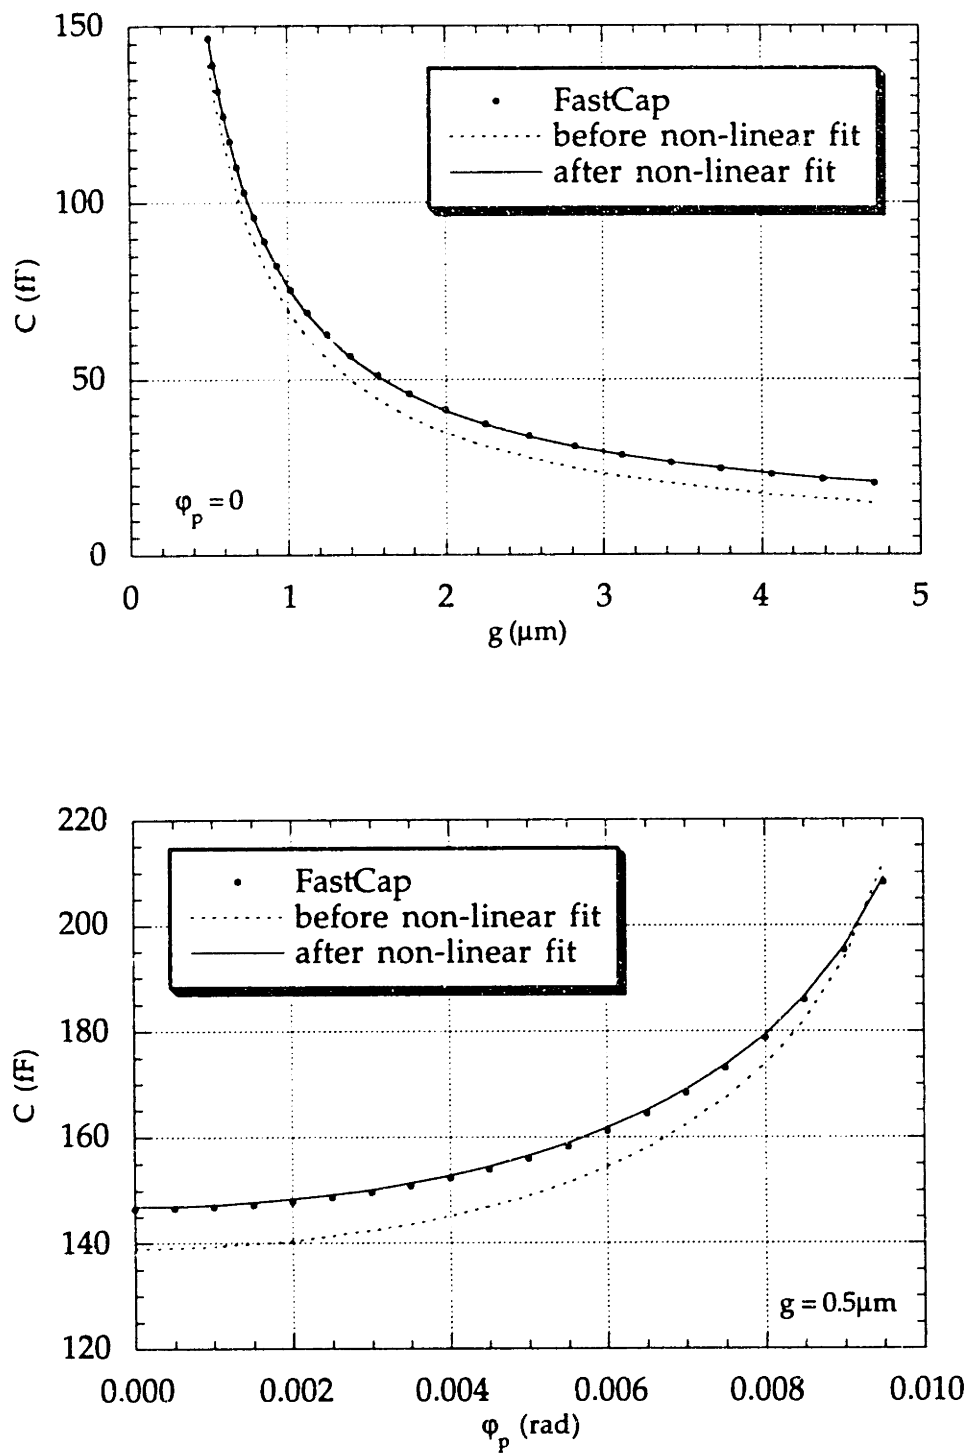 150
100
50
0
C (fF)
FastCap
before non-linear fit
after non-linear fit
φp = 0
0 1 2 3 4 5
g (μm)
220
200
180
160
140
120
C (fF)
FastCap
before non-linear fit
after non-linear fit
g = 0.5μm
0.000 0.002 0.004 0.006 0.008 0.010
φp (rad)